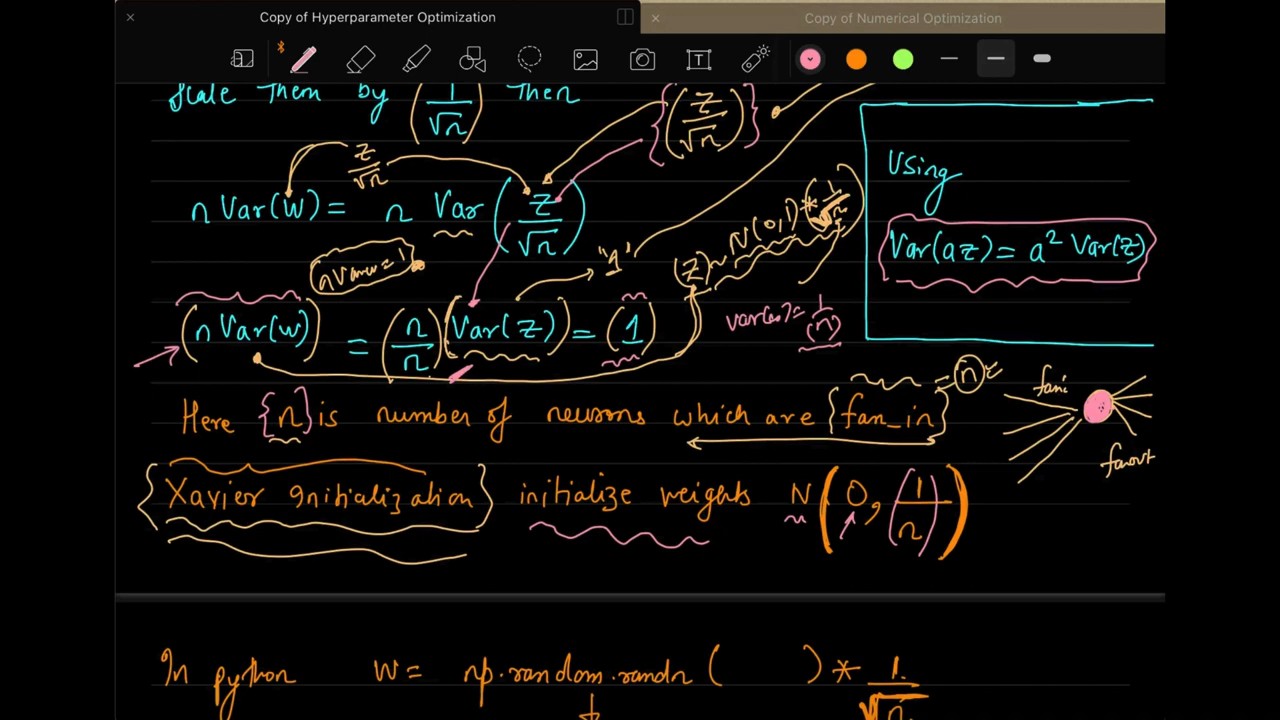 Copy of Hyperparameter Optimization
Copy of Numerical Optimization
Scale Them by (1/√n) Then {(z/√n)}
z/√n
n Var(w) = n Var (z/√n)
z ~ N(0,1) * (1/√n)
Using
Var(az) = a² Var(z)
n Var w = 1
"1"
(n Var(w)) = (n/n) (Var(z)) = (1)
var(w) = 1/(n)
Here {n} is number of neurons which are {fan_in} = n
fani
fanout
{Xavier Initialization} initialize weights N(0, (1/n))
In python w = np.random.randn( ) * 1/√n